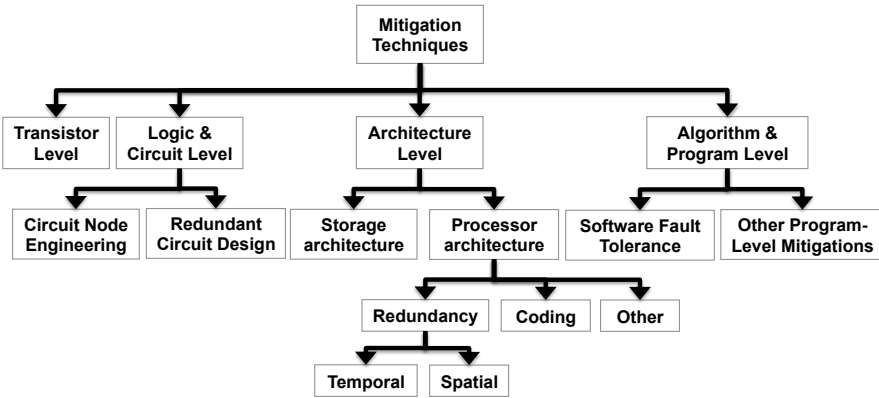 Mitigation
Techniques
Transistor
Level
Logic &
Circuit Level
Architecture
Level
Algorithm &
Program Level
Circuit Node
Engineering
Redundant
Circuit Design
Storage
architecture
Processor
architecture
Software Fault
Tolerance
Other Program-
Level Mitigations
Redundancy
Coding
Other
Temporal
Spatial